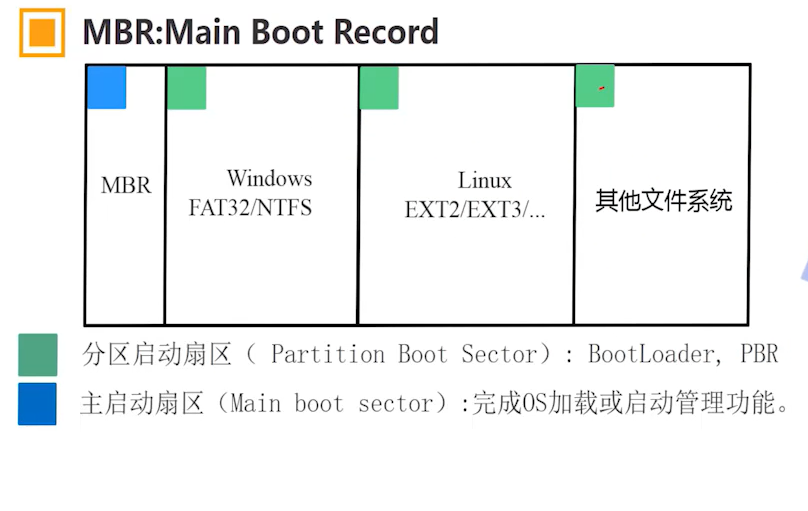 MBR:Main Boot Record
MBR
Windows
FAT32/NTFS
Linux
EXT2/EXT3/...
其他文件系统
分区启动扇区（ Partition Boot Sector）: BootLoader, PBR
主启动扇区（Main boot sector）:完成OS加载或启动管理功能。